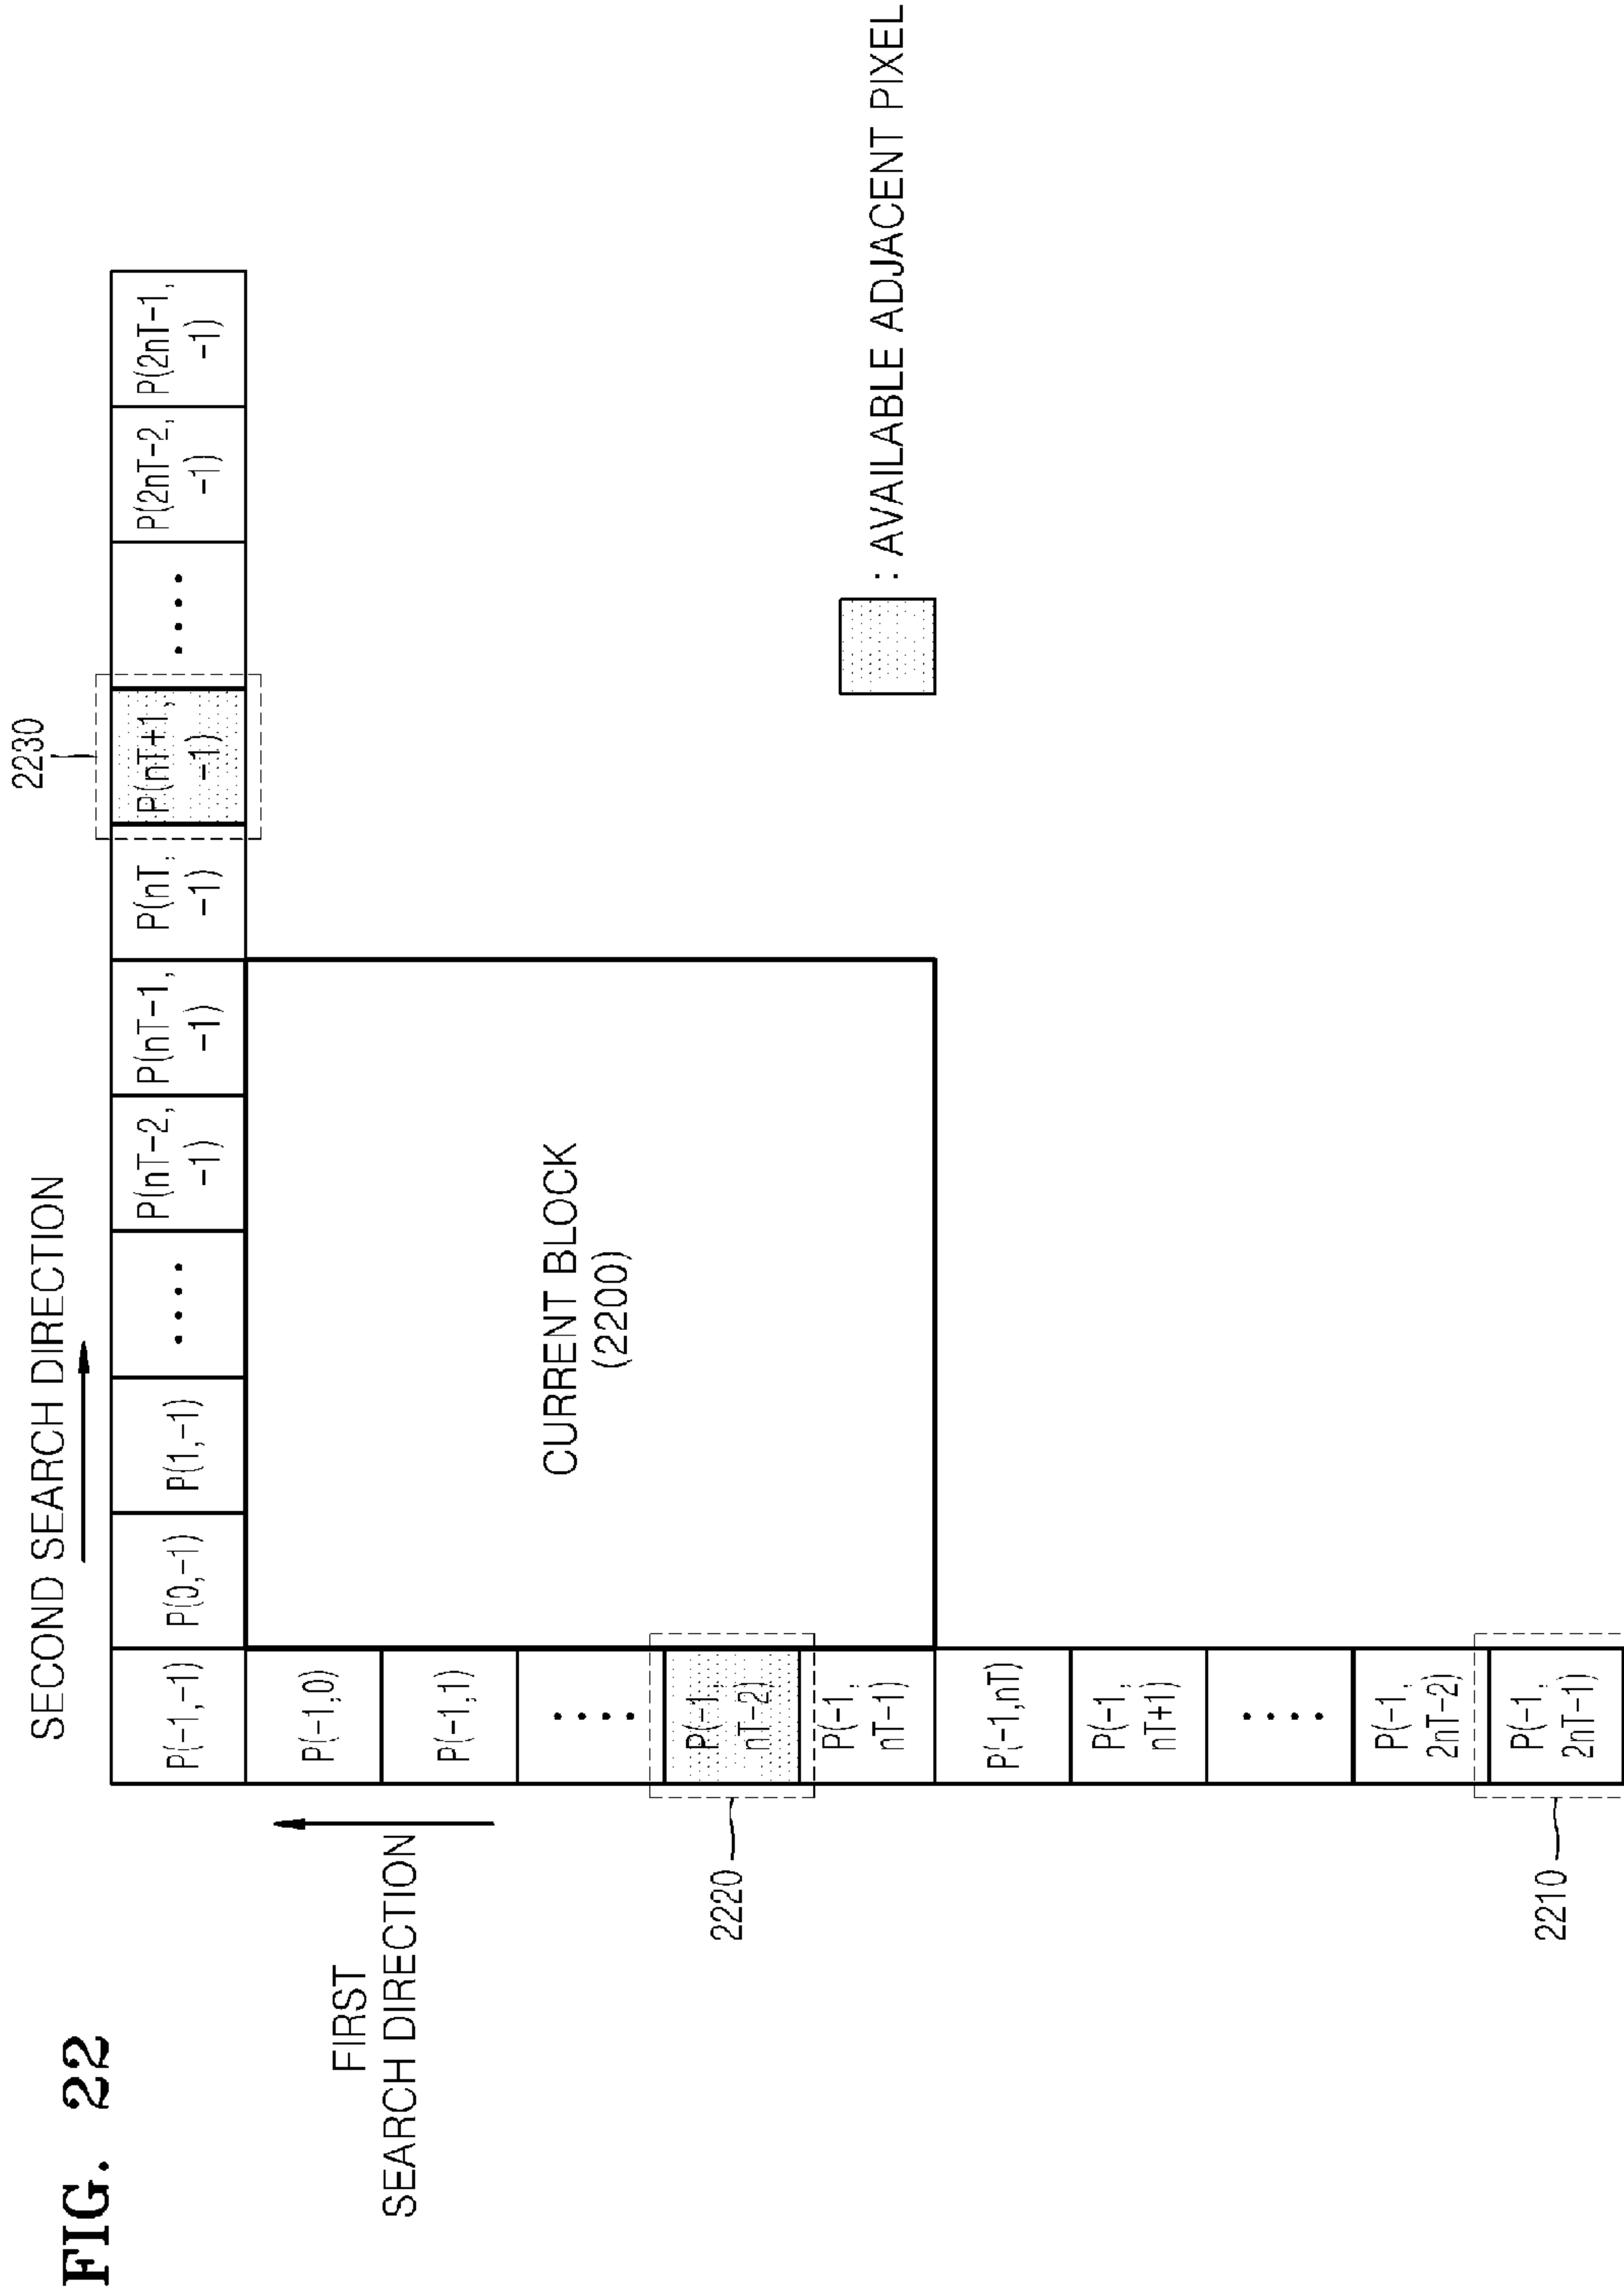 FIG. 22
SECOND SEARCH DIRECTION
2230
P(-1,-1)
P(0,-1)
P(1,-1)
••••
P(nT-2,
-1)
P(nT-1,
-1)
P(nT,
-1)
P(nT+1,
-1)
••••
P(2nT-2,
-1)
P(2nT-1,
-1)
FIRST
SEARCH DIRECTION
P(-1,0)
P(-1,1)
••••
2220
P(-1,
nT-2)
P(-1,
nT-1)
P(-1,nT)
P(-1,
nT+1)
••••
P(-1,
2nT-2)
2210
P(-1,
2nT-1)
CURRENT BLOCK
(2200)
: AVAILABLE ADJACENT PIXEL